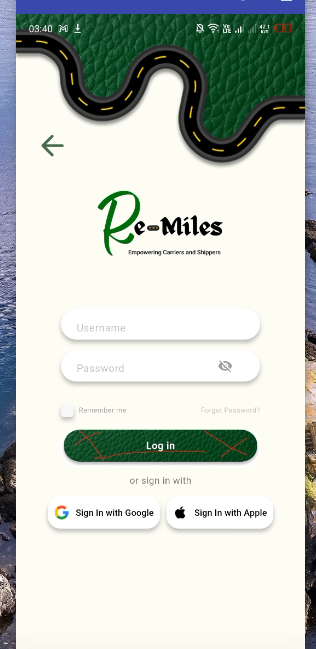 03:40
Re-Miles
Empowering Carriers and Shippers
Username
Password
Remember me
Forgot Password?
Log in
or sign in with
Sign In with Google
Sign In with Apple